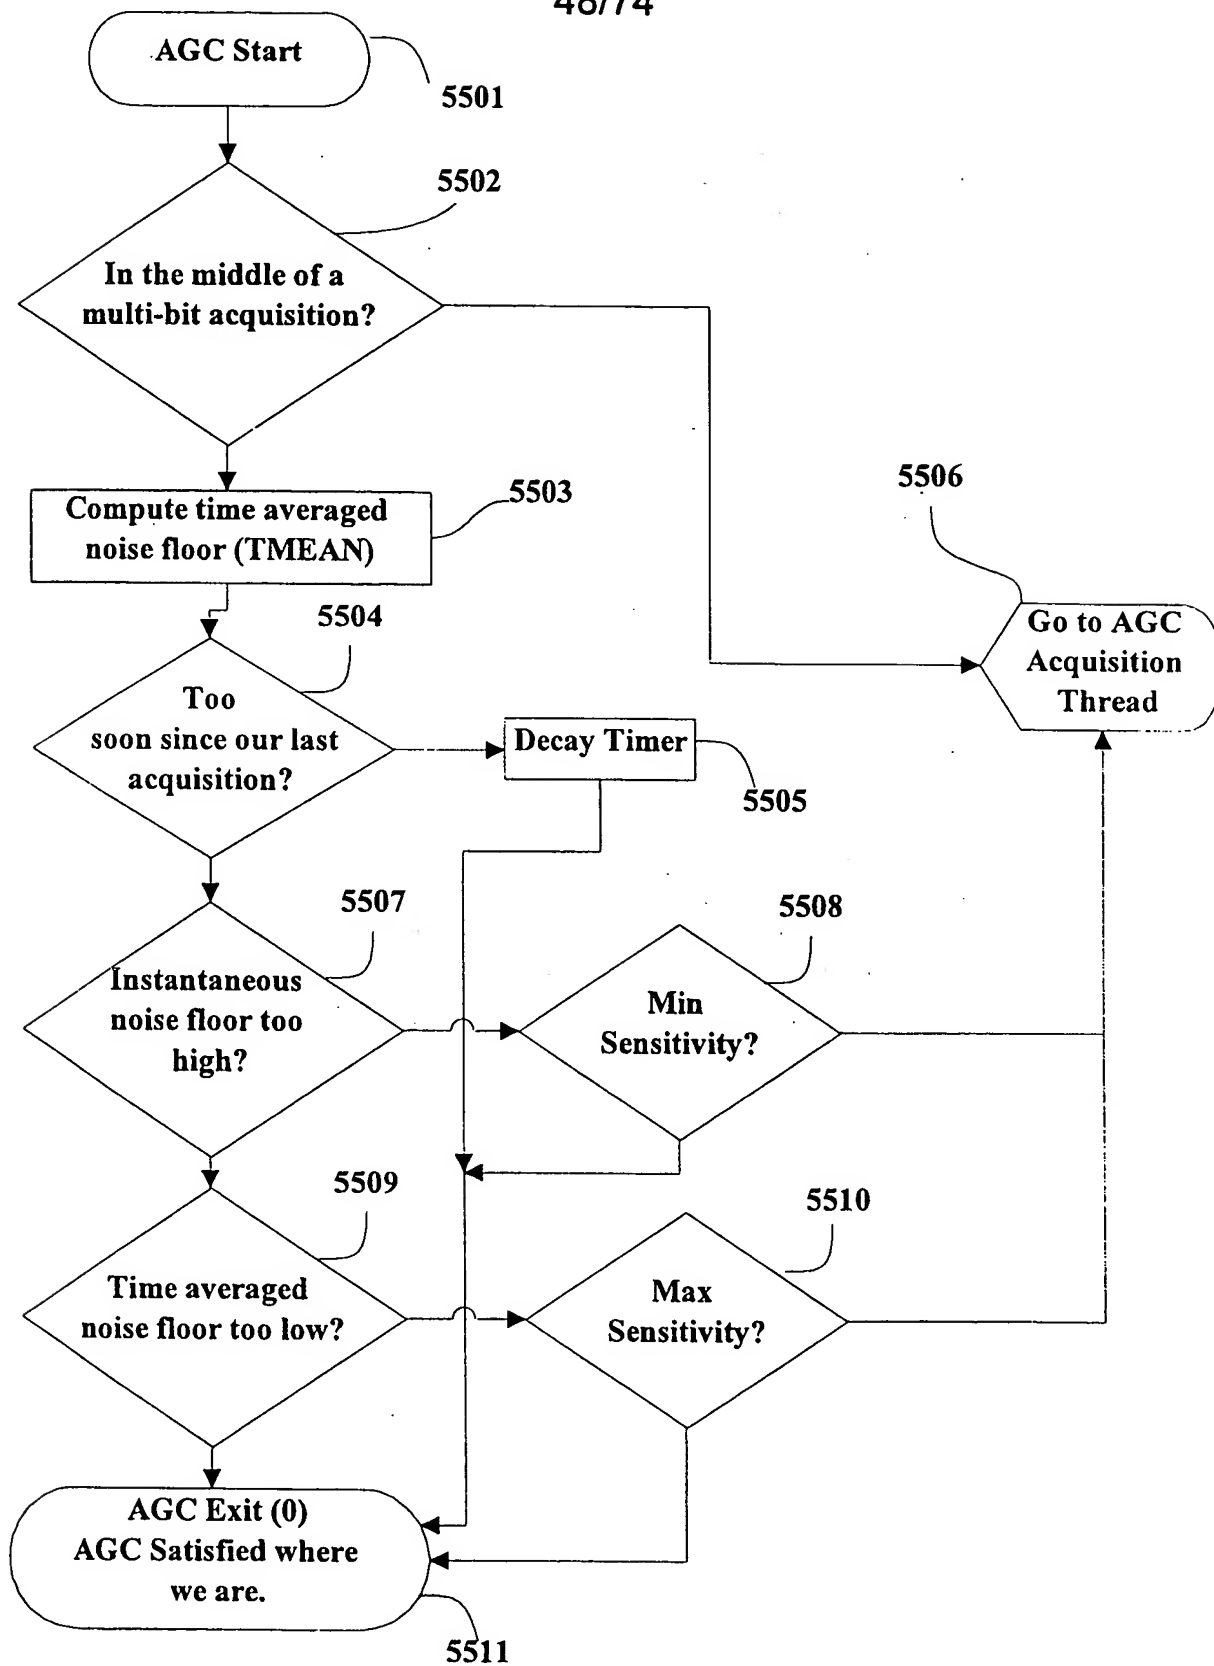 48/74
AGC Start
5501
5502
In the middle of a
multi-bit acquisition?
5503
Compute time averaged
noise floor (TMEAN)
5506
Go to AGC
Acquisition
Thread
5504
Too
soon since our last
acquisition?
Decay Timer
5505
5507
Instantaneous
noise floor too
high?
5508
Min
Sensitivity?
5509
Time averaged
noise floor too low?
5510
Max
Sensitivity?
AGC Exit (0)
AGC Satisfied where
we are.
5511